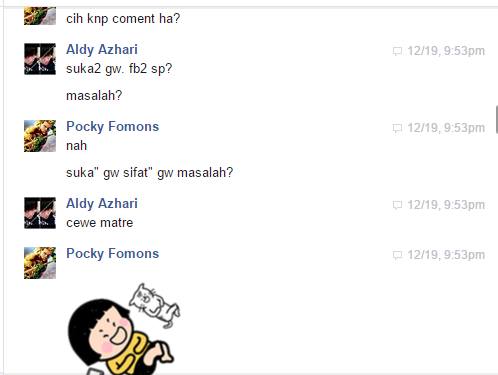 cih knp coment ha?
Aldy Azhari
12/19, 9:53pm
suka2 gw. fb2 sp?
masalah?
Pocky Fomons
12/19, 9:53pm
nah
suka" gw sifat" gw masalah?
Aldy Azhari
12/19, 9:53pm
cewe matre
Pocky Fomons
12/19, 9:53pm